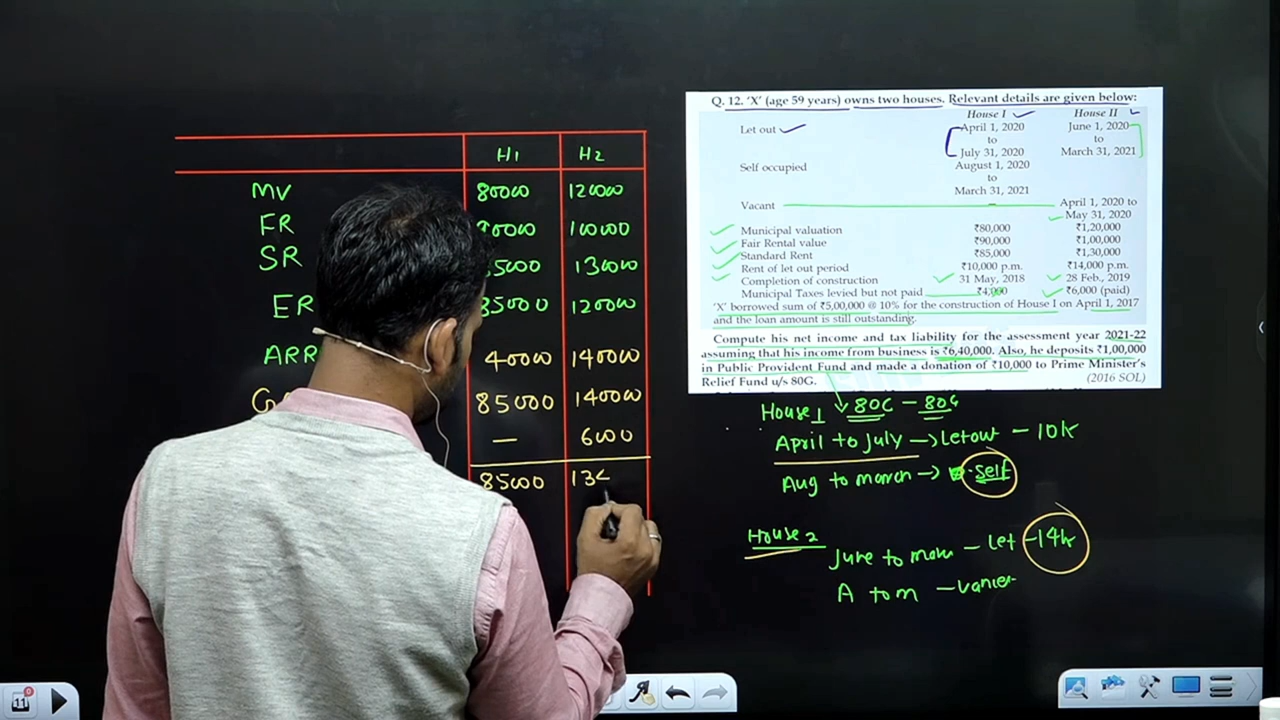 H1 H2
MV 80000 120000
FR 90000 100000
SR 85000 130000
ER 85000 120000
ARR 40000 140000
85000 140000
— 6000
85000 13
Q. 12. 'X' (age 59 years) owns two houses. Relevant details are given below:
House I House II
Let out April 1, 2020 June 1, 2020
to to
July 31, 2020 March 31, 2021
Self occupied August 1, 2020
to
March 31, 2021
Vacant April 1, 2020 to
May 31, 2020
Municipal valuation ₹80,000 ₹1,20,000
Fair Rental value ₹90,000 ₹1,00,000
Standard Rent ₹85,000 ₹1,30,000
Rent of let out period ₹10,000 p.m. ₹14,000 p.m.
Completion of construction 31 May, 2018 28 Feb., 2019
Municipal Taxes levied but not paid ₹4,000 ₹6,000 (paid)
'X' borrowed sum of ₹5,00,000 @ 10% for the construction of House I on April 1, 2017
and the loan amount is still outstanding.
Compute his net income and tax liability for the assessment year 2021-22
assuming that his income from business is ₹6,40,000. Also, he deposits ₹1,00,000
in Public Provident Fund and made a donation of ₹10,000 to Prime Minister's
Relief Fund u/s 80G. (2016 SOL)
House 1 80C - 80G
April to July → Letout - 10k
Aug to march → self
House 2
June to march - Let - 14k
A to m -
11